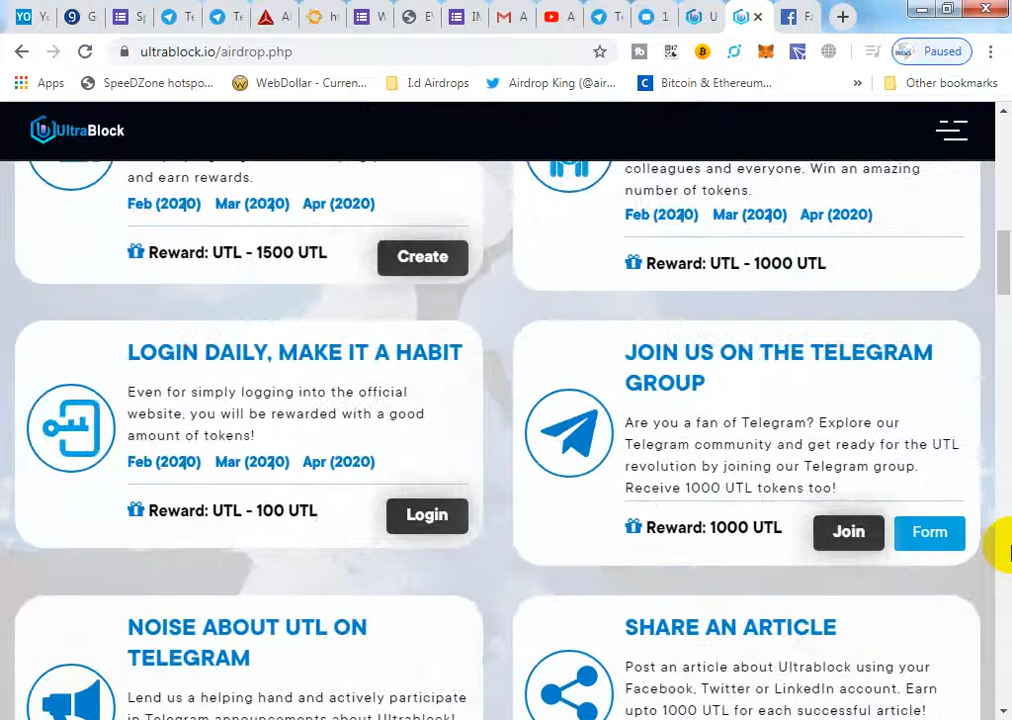 ultrablock.io/airdrop.php
Paused
Apps
SpeeDZone hotspo...
WebDollar - Curren...
I.d Airdrops
Airdrop King (@air...
Bitcoin & Ethereum...
»
Other bookmarks
UltraBlock
and earn rewards.
Feb (2020) Mar (2020) Apr (2020)
Reward: UTL - 1500 UTL
Create
colleagues and everyone. Win an amazing
number of tokens.
Feb (2020) Mar (2020) Apr (2020)
Reward: UTL - 1000 UTL
LOGIN DAILY, MAKE IT A HABIT
Even for simply logging into the official
website, you will be rewarded with a good
amount of tokens!
Feb (2020) Mar (2020) Apr (2020)
Reward: UTL - 100 UTL
Login
JOIN US ON THE TELEGRAM
GROUP
Are you a fan of Telegram? Explore our
Telegram community and get ready for the UTL
revolution by joining our Telegram group.
Receive 1000 UTL tokens too!
Reward: 1000 UTL
Join
Form
NOISE ABOUT UTL ON
TELEGRAM
Lend us a helping hand and actively participate
in Telegram announcements about Ultrablock!
SHARE AN ARTICLE
Post an article about Ultrablock using your
Facebook, Twitter or LinkedIn account. Earn
upto 1000 UTL for each successful article!